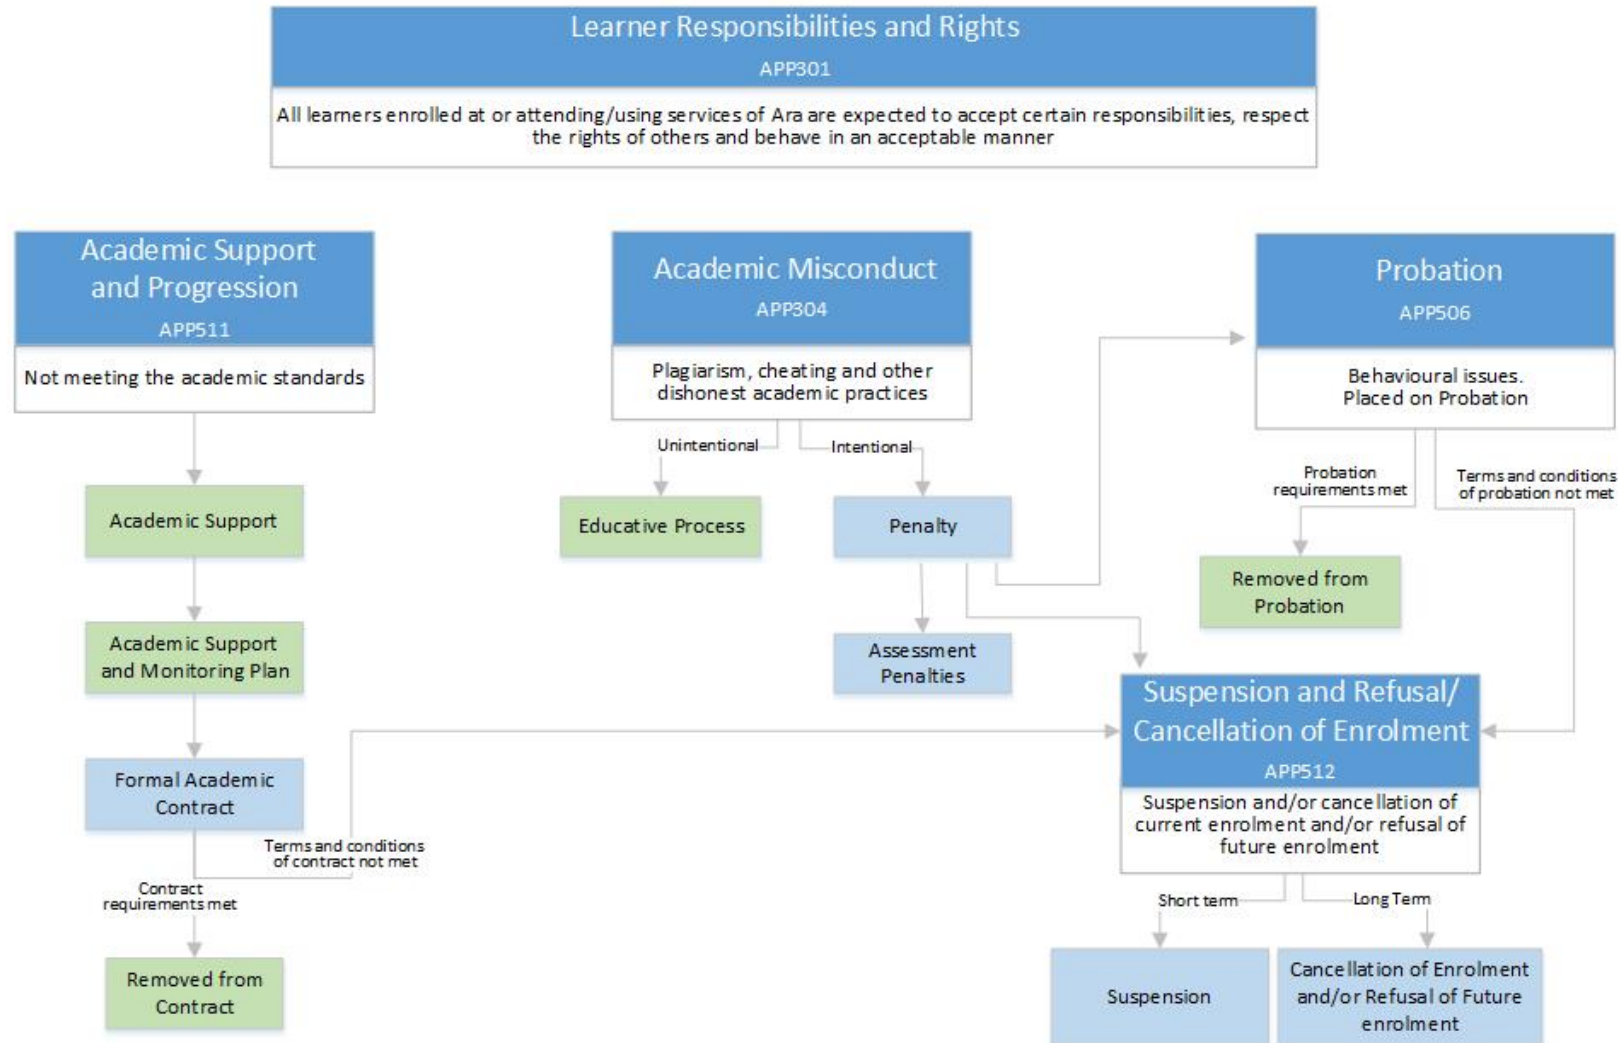 Learner Responsibilities and Rights
APP301
All learners enrolled at or attending/using services of Ara are expected to accept certain responsibilities, respect
the rights of others and behave in an acceptable manner
Academic Support
and Progression
APP511
Not meeting the academic standards
Academic Support
Academic Support
and Monitoring Plan
Formal Academic
Contract
Terms and conditions
of contract not met
Contract
requirements met
Removed from
Contract
Academic Misconduct
APP304
Plagiarism, cheating and other
dishonest academic practices
Unintentional
Intentional
Educative Process
Penalty
Assessment
Penalties
Probation
APP506
Behavioural issues.
Placed on Probation
Probation
requirements met
Terms and conditions
of probation not met
Removed from
Probation
Suspension and Refusal/
Cancellation of Enrolment
APP512
Suspension and/or cancellation of
current enrolment and/or refusal of
future enrolment
Short term
Long Term
Suspension
Cancellation of Enrolment
and/or Refusal of Future
enrolment